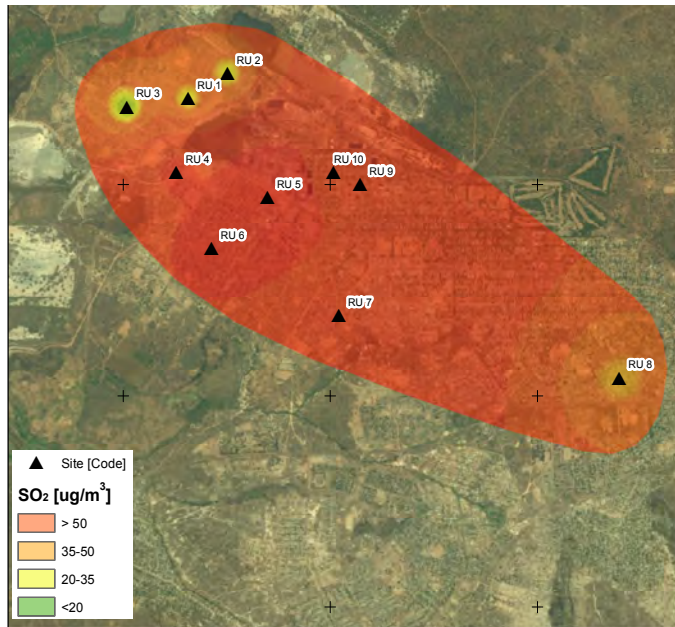 RU 2
RU 1
RU 3
RU 4
RU 10
RU 9
RU 5
RU 6
RU 7
RU 8
Site [Code]
SO₂ [ug/m³]
> 50
35-50
20-35
<20